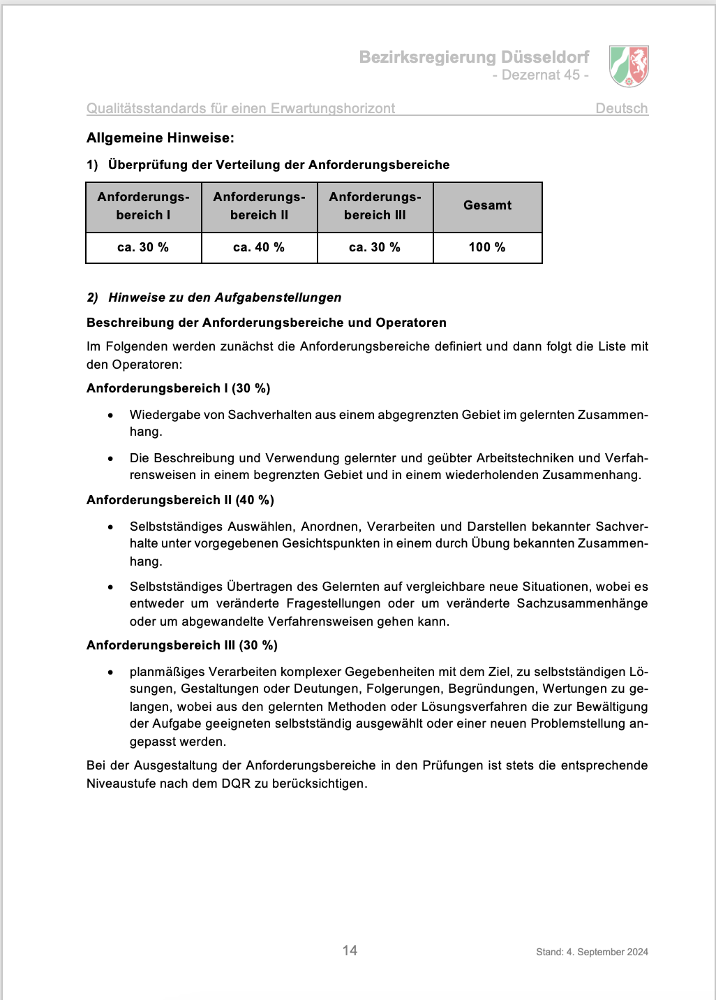 Bezirksregierung Düsseldorf
- Dezernat 45 -
Qualitätsstandards für einen Erwartungshorizont Deutsch
Allgemeine Hinweise:
1) Überprüfung der Verteilung der Anforderungsbereiche
Anforderungs- Anforderungs- Anforderungs- Gesamt
bereich I bereich II bereich III
ca. 30 % ca. 40 % ca. 30 % 100 %
2) Hinweise zu den Aufgabenstellungen
Beschreibung der Anforderungsbereiche und Operatoren
Im Folgenden werden zunächst die Anforderungsbereiche definiert und dann folgt die Liste mit
den Operatoren:
Anforderungsbereich I (30 %)
• Wiedergabe von Sachverhalten aus einem abgegrenzten Gebiet im gelernten Zusammen-
hang.
• Die Beschreibung und Verwendung gelernter und geübter Arbeitstechniken und Verfah-
rensweisen in einem begrenzten Gebiet und in einem wiederholenden Zusammenhang.
Anforderungsbereich II (40 %)
• Selbstständiges Auswählen, Anordnen, Verarbeiten und Darstellen bekannter Sachver-
halte unter vorgegebenen Gesichtspunkten in einem durch Übung bekannten Zusammen-
hang.
• Selbstständiges Übertragen des Gelernten auf vergleichbare neue Situationen, wobei es
entweder um veränderte Fragestellungen oder um veränderte Sachzusammenhänge
oder um abgewandelte Verfahrensweisen gehen kann.
Anforderungsbereich III (30 %)
• planmäßiges Verarbeiten komplexer Gegebenheiten mit dem Ziel, zu selbstständigen Lö-
sungen, Gestaltungen oder Deutungen, Folgerungen, Begründungen, Wertungen zu ge-
langen, wobei aus den gelernten Methoden oder Lösungsverfahren die zur Bewältigung
der Aufgabe geeigneten selbstständig ausgewählt oder einer neuen Problemstellung an-
gepasst werden.
Bei der Ausgestaltung der Anforderungsbereiche in den Prüfungen ist stets die entsprechende
Niveaustufe nach dem DQR zu berücksichtigen.
14 Stand: 4. September 2024